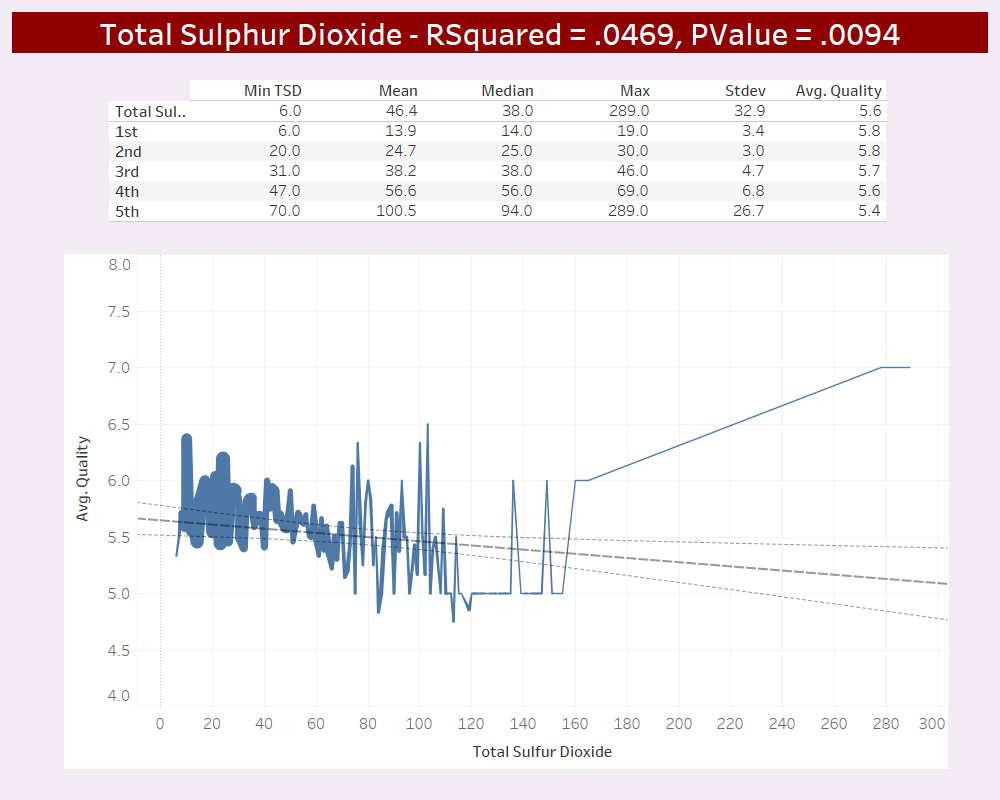 Total Sulphur Dioxide - RSquared = .0469, PValue = .0094
Min TSD Mean Median Max Stdev Avg. Quality
Total Sul.. 6.0 46.4 38.0 289.0 32.9 5.6
1st 6.0 13.9 14.0 19.0 3.4 5.8
2nd 20.0 24.7 25.0 30.0 3.0 5.8
3rd 31.0 38.2 38.0 46.0 4.7 5.7
4th 47.0 56.6 56.0 69.0 6.8 5.6
5th 70.0 100.5 94.0 289.0 26.7 5.4
8.0
7.5
7.0
6.5
6.0
5.5
5.0
4.5
4.0
Avg. Quality
0 20 40 60 80 100 120 140 160 180 200 220 240 260 280 300
Total Sulfur Dioxide